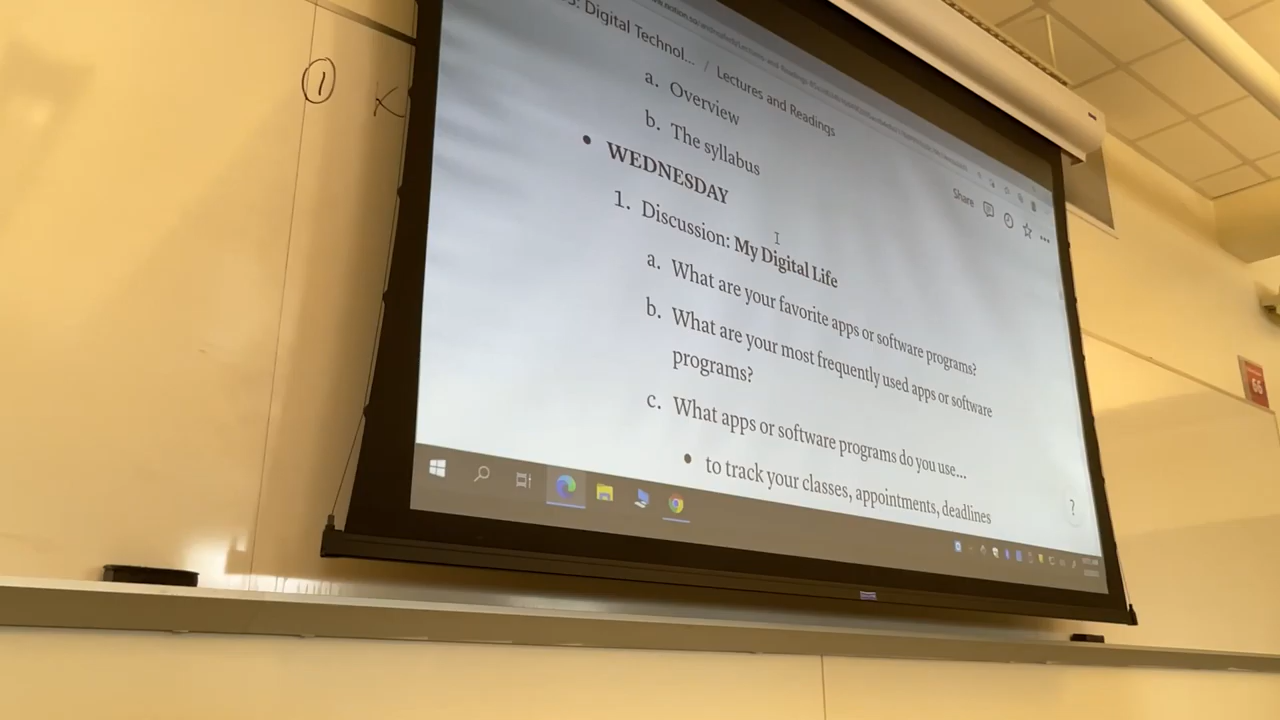 ① K
Digital Technol... / Lectures and Readings
Share
a. Overview
b. The syllabus
• WEDNESDAY
1. Discussion: My Digital Life
a. What are your favorite apps or software programs?
b. What are your most frequently used apps or software
programs?
c. What apps or software programs do you use...
• to track your classes, appointments, deadlines
?
66